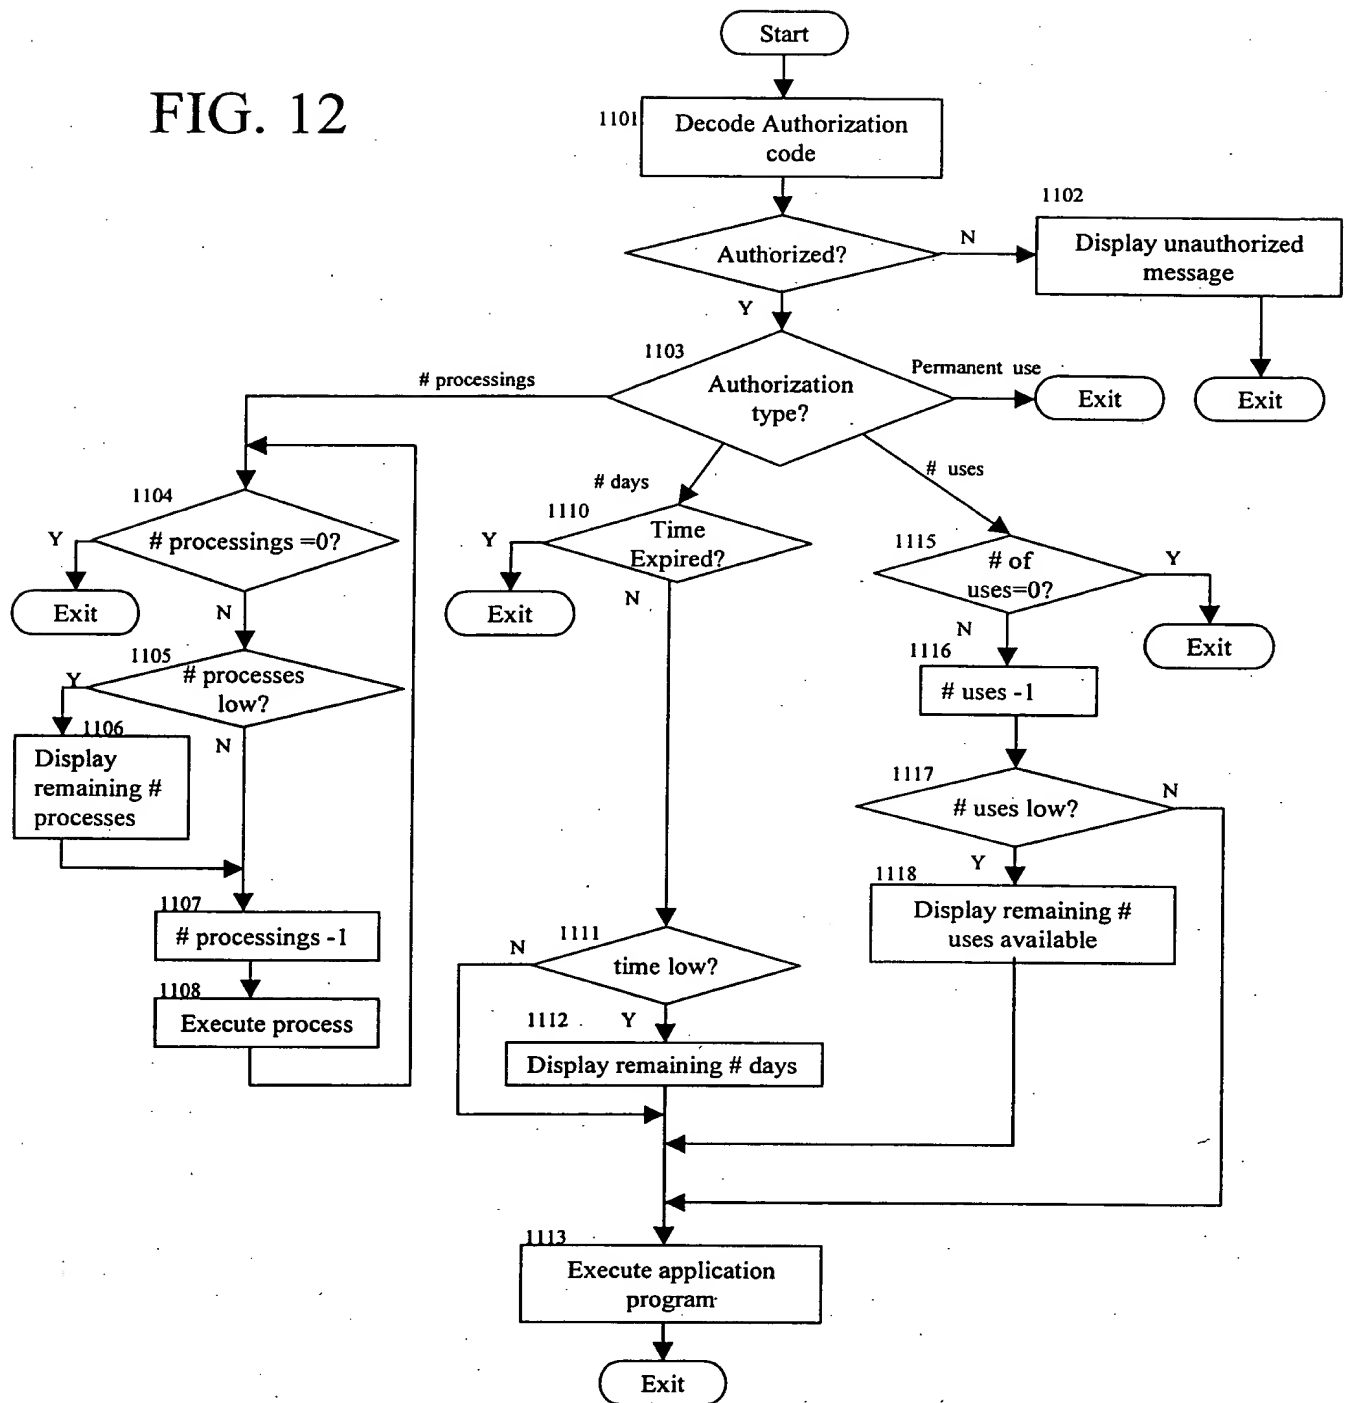 Start
FIG. 12
1101
Decode Authorization
code
1102
Authorized?
N
Display unauthorized
message
Y
1103
# processings
Authorization
type?
Permanent use
Exit
Exit
# uses
# days
1104
# processings =0?
Y
Exit
N
1110
Time
Expired?
Y
Exit
N
1115
# of
uses=0?
Y
Exit
N
1105
# processes
low?
Y
N
1106
Display
remaining #
processes
1116
# uses -1
1117
# uses low?
N
Y
1118
Display remaining #
uses available
1107
# processings -1
1108
Execute process
1111
time low?
N
Y
1112
Display remaining # days
1113
Execute application
program
Exit